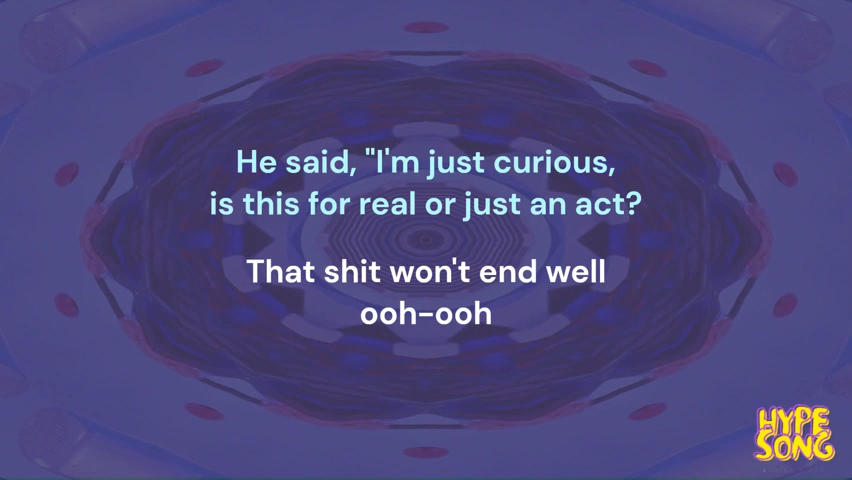 He said, "I'm just curious,
is this for real or just an act?
That shit won't end well
ooh-ooh
HYPE
SONG